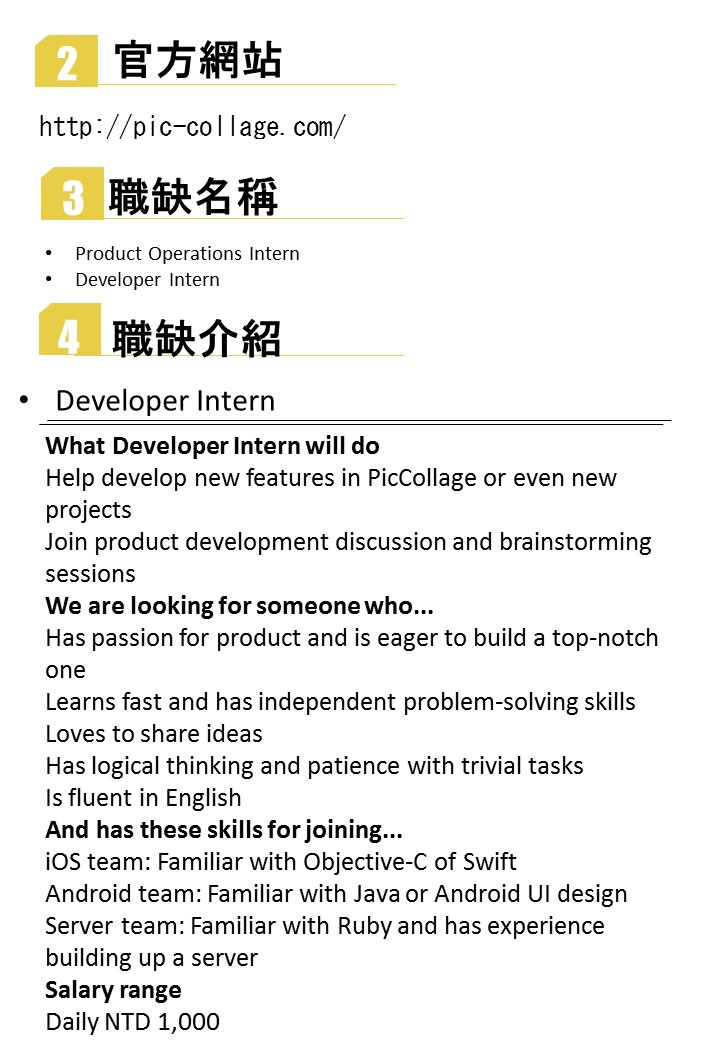 2 官方網站
http://pic-collage.com/
3 職缺名稱
• Product Operations Intern
• Developer Intern
4 職缺介紹
• Developer Intern
What Developer Intern will do
Help develop new features in PicCollage or even new
projects
Join product development discussion and brainstorming
sessions
We are looking for someone who...
Has passion for product and is eager to build a top-notch
one
Learns fast and has independent problem-solving skills
Loves to share ideas
Has logical thinking and patience with trivial tasks
Is fluent in English
And has these skills for joining...
iOS team: Familiar with Objective-C of Swift
Android team: Familiar with Java or Android UI design
Server team: Familiar with Ruby and has experience
building up a server
Salary range
Daily NTD 1,000